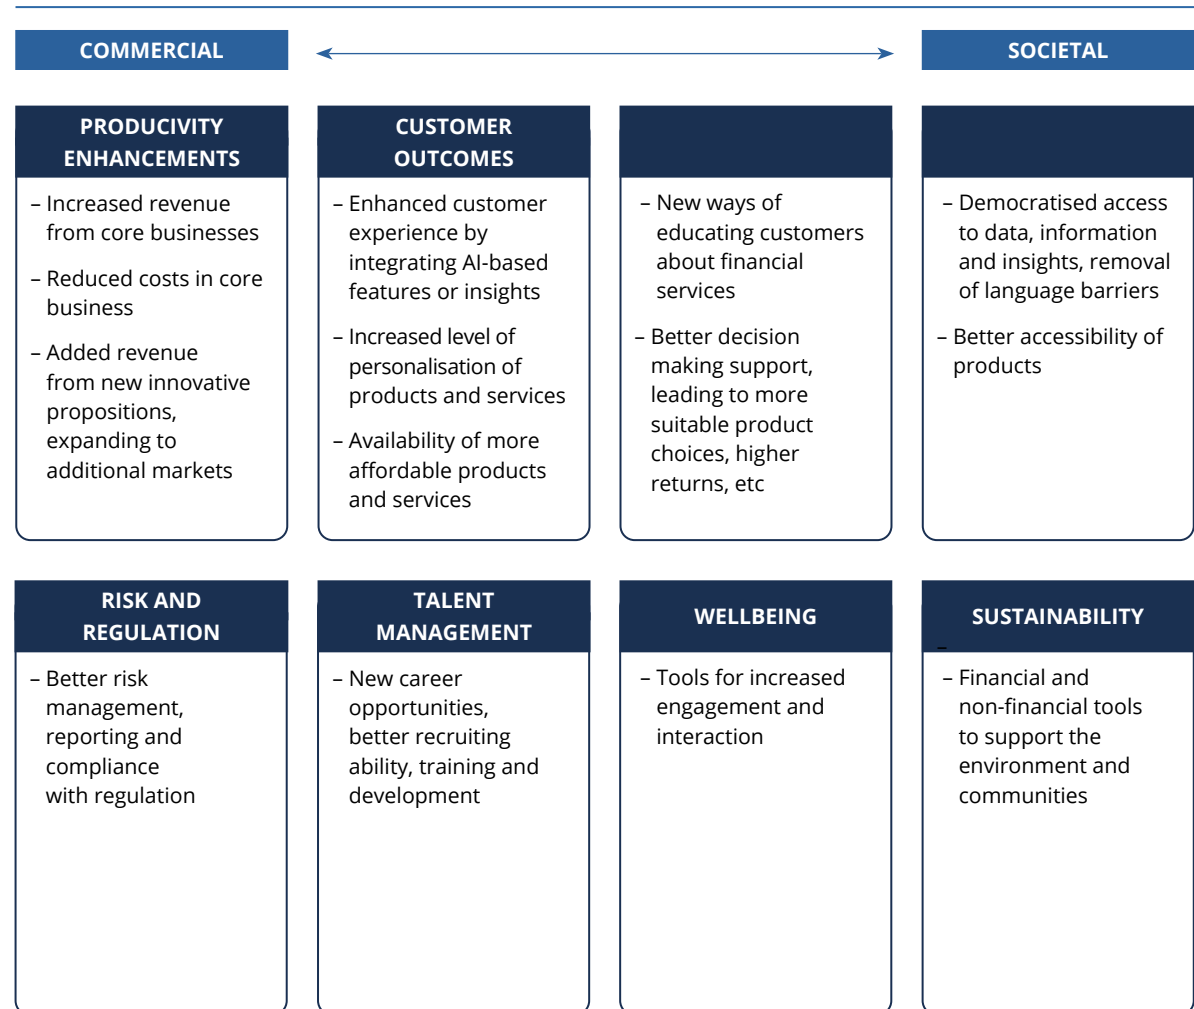 COMMERCIAL
SOCIETAL
PRODUCIVITY
ENHANCEMENTS
– Increased revenue
from core businesses
– Reduced costs in core
business
– Added revenue
from new innovative
propositions,
expanding to
additional markets
CUSTOMER
OUTCOMES
– Enhanced customer
experience by
integrating AI-based
features or insights
– Increased level of
personalisation of
products and services
– Availability of more
affordable products
and services
– New ways of
educating customers
about financial
services
– Better decision
making support,
leading to more
suitable product
choices, higher
returns, etc
– Democratised access
to data, information
and insights, removal
of language barriers
– Better accessibility of
products
RISK AND
REGULATION
– Better risk
management,
reporting and
compliance
with regulation
TALENT
MANAGEMENT
– New career
opportunities,
better recruiting
ability, training and
development
WELLBEING
– Tools for increased
engagement and
interaction
SUSTAINABILITY
–
– Financial and
non-financial tools
to support the
environment and
communities